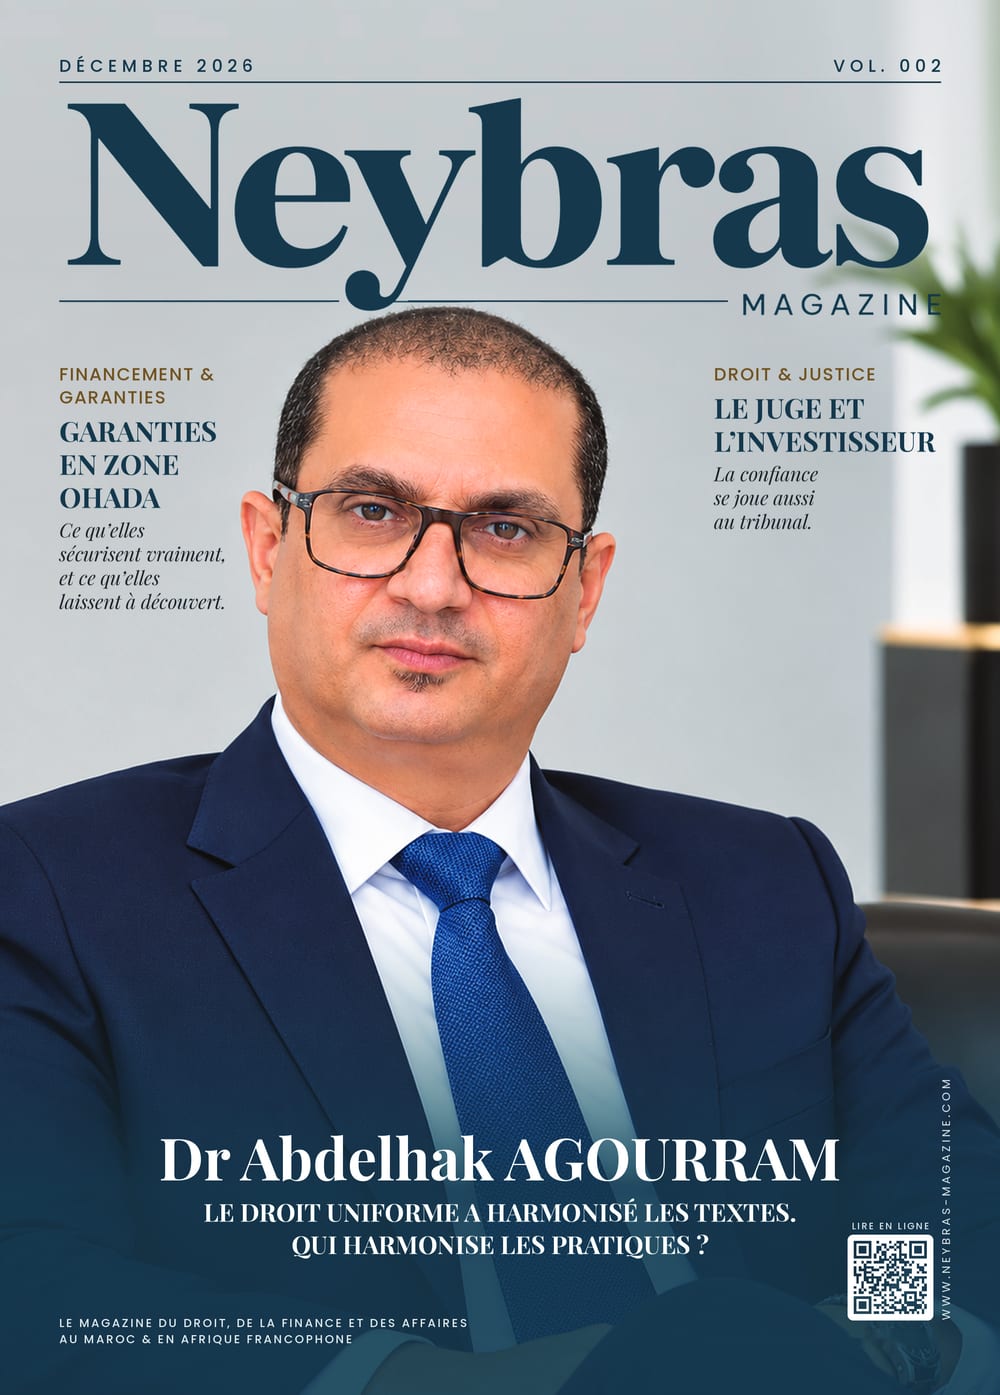 DÉCEMBRE 2026
VOL. 002
Neybras
MAGAZINE
FINANCEMENT &
GARANTIES
GARANTIES
EN ZONE
OHADA
Ce qu’elles
sécurisent vraiment,
et ce qu’elles
laissent à découvert.
DROIT & JUSTICE
LE JUGE ET
L’INVESTISSEUR
La confiance
se joue aussi
au tribunal.
Dr Abdelhak AGOURRAM
LE DROIT UNIFORME A HARMONISÉ LES TEXTES.
QUI HARMONISE LES PRATIQUES ?
LIRE EN LIGNE
WWW.NEYBRAS-MAGAZINE.COM
LE MAGAZINE DU DROIT, DE LA FINANCE ET DES AFFAIRES
AU MAROC & EN AFRIQUE FRANCOPHONE